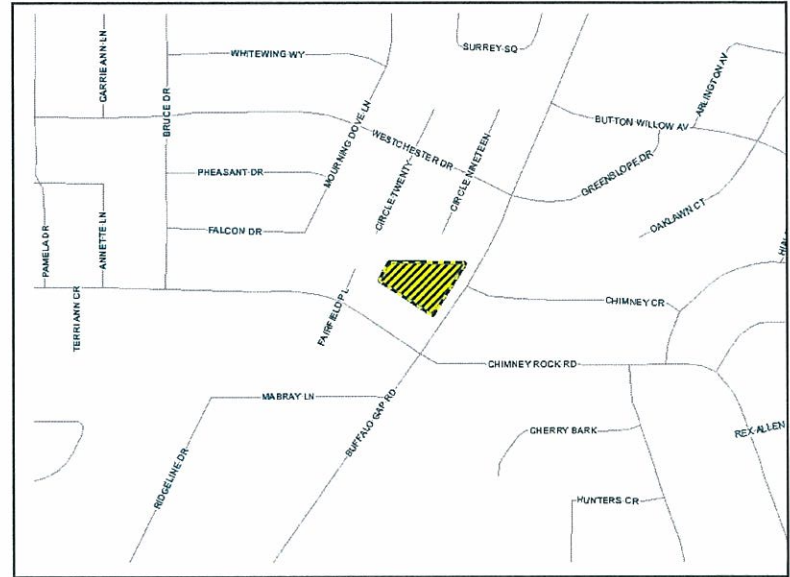 CARRIE ANN LN
WHITEWING WY
SURREY SQ
ARLINGTON AV
BRUCE DR
MOURNING DOVE LN
BUTTON WILLOW AV
WESTCHESTER DR
CIRCLE TWENTY
CIRCLE NINETEEN
GREENSLOPE DR
PHEASANT DR
OAKLAWN CT
PAMELA DR
ANNETTE LN
FALCON DR
TERRI ANN CR
FAIRFIELD PL
CHIMNEY CR
CHIMNEY ROCK RD
MABRAY LN
BUFFALO GAP RD
CHERRY BARK
REX ALLEN
RIDGELINE DR
HUNTERS CR